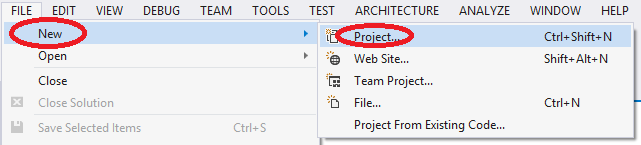 FILE EDIT VIEW DEBUG TEAM TOOLS TEST ARCHITECTURE ANALYZE WINDOW HELP
New
Open
Close
Close Solution
Save Selected Items Ctrl+S
Project... Ctrl+Shift+N
Web Site... Shift+Alt+N
Team Project...
File... Ctrl+N
Project From Existing Code...